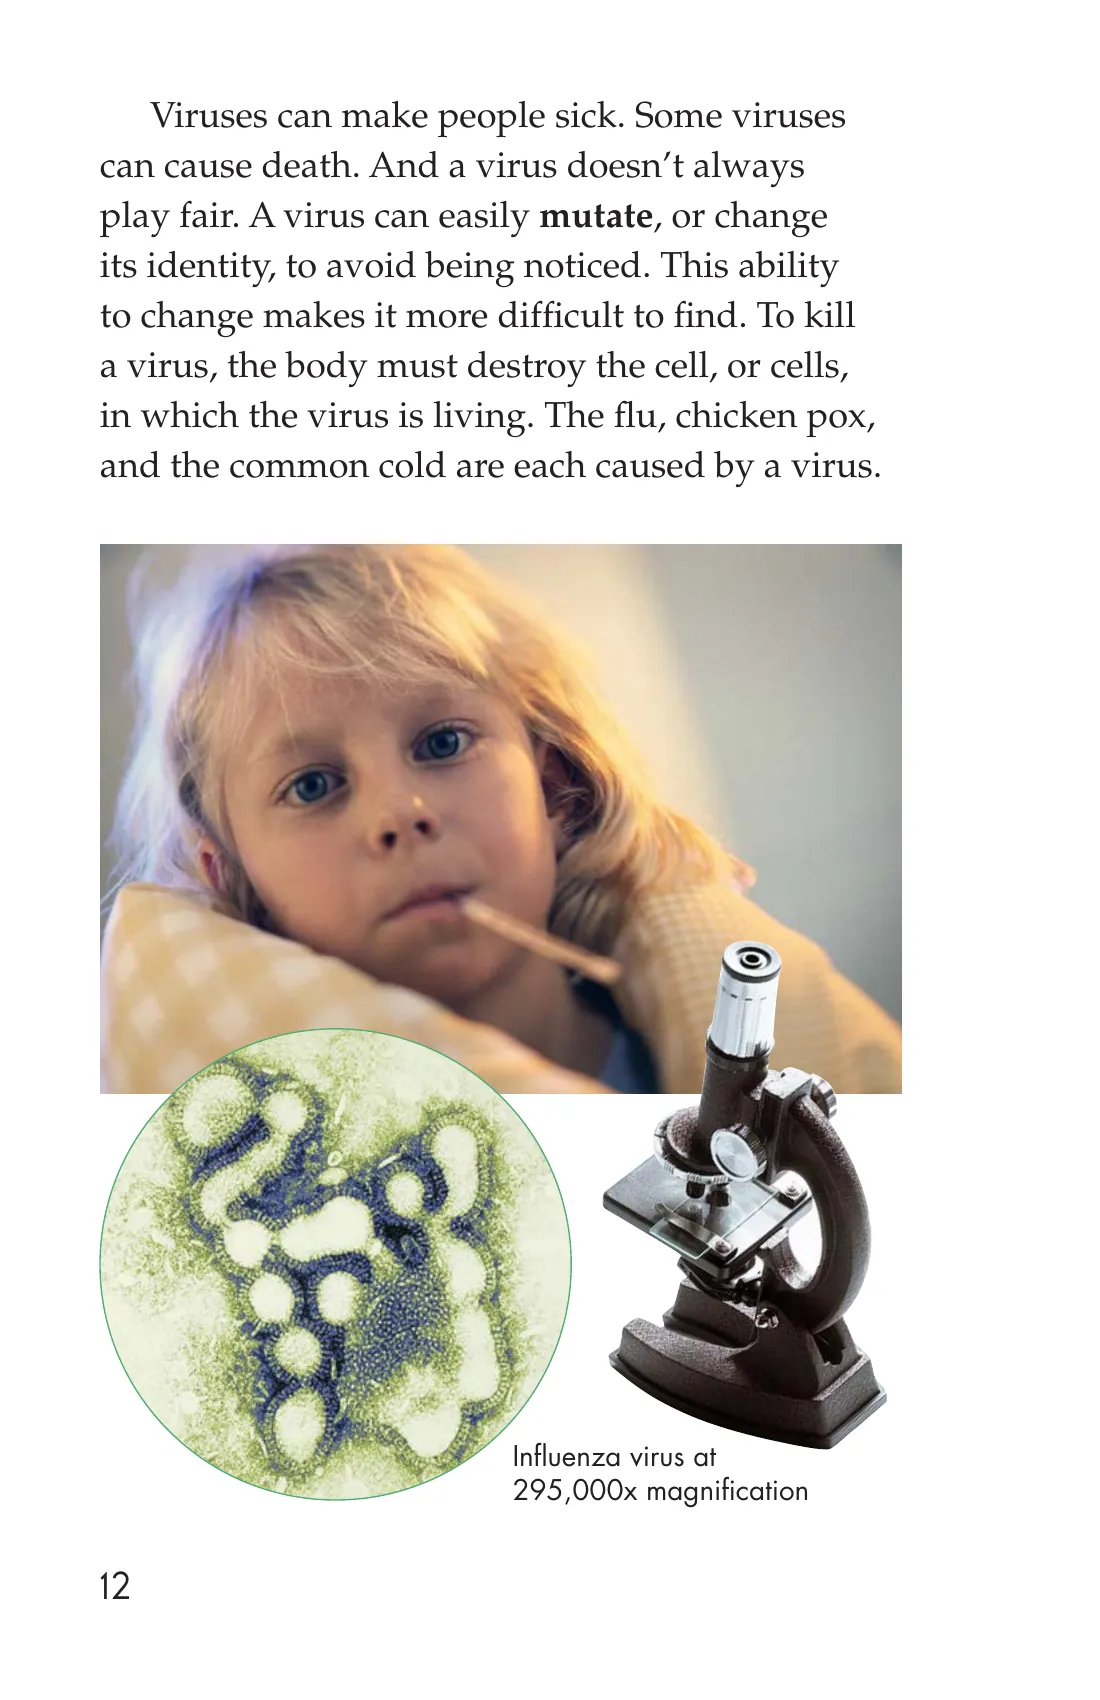 Viruses can make people sick. Some viruses
can cause death. And a virus doesn’t always
play fair. A virus can easily mutate, or change
its identity, to avoid being noticed. This ability
to change makes it more difficult to find. To kill
a virus, the body must destroy the cell, or cells,
in which the virus is living. The flu, chicken pox,
and the common cold are each caused by a virus.
Influenza virus at
295,000x magnification
12